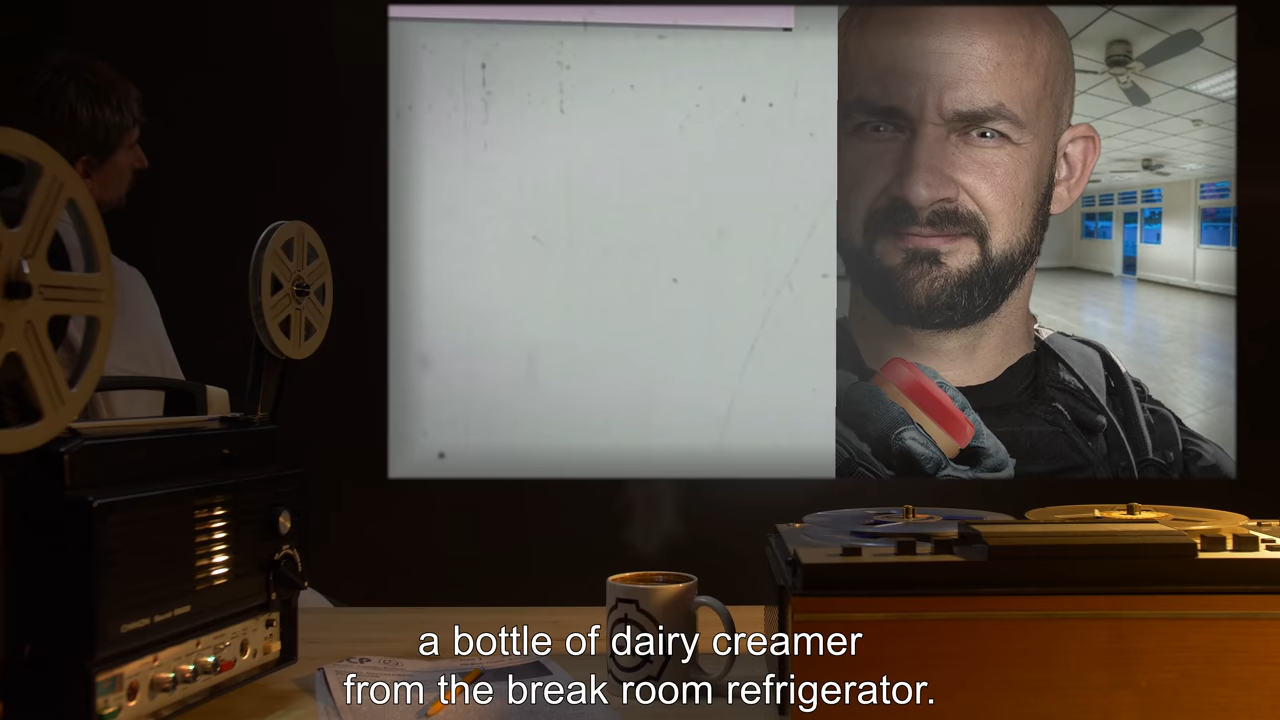 a bottle of dairy creamer
from the break room refrigerator.